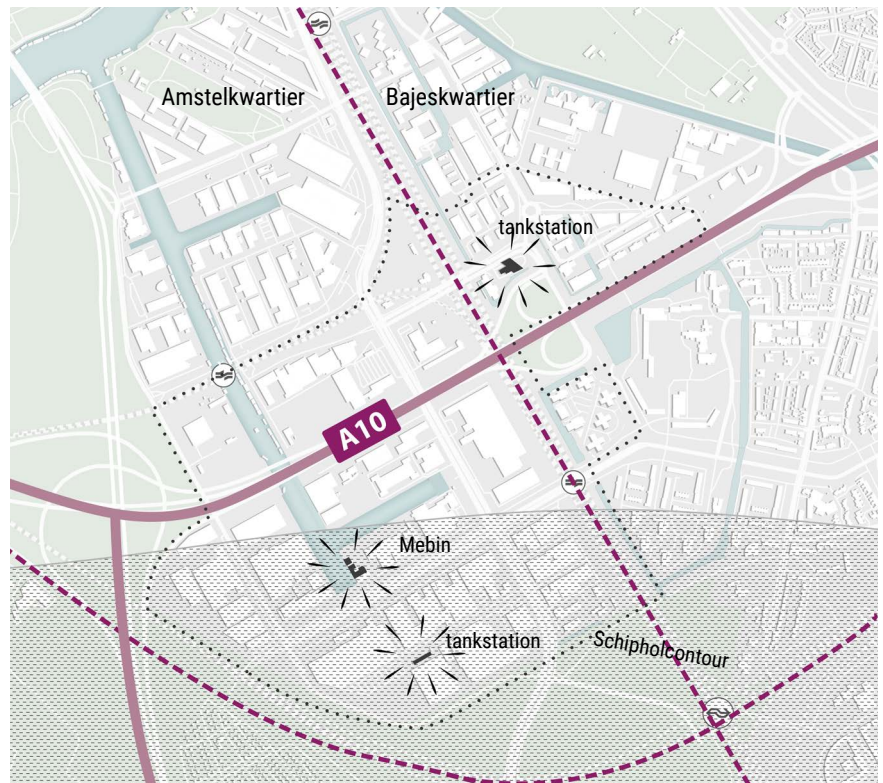 Amstelkwartier
Bajeskwartier
tankstation
A10
Mebin
tankstation
Schipholcontour